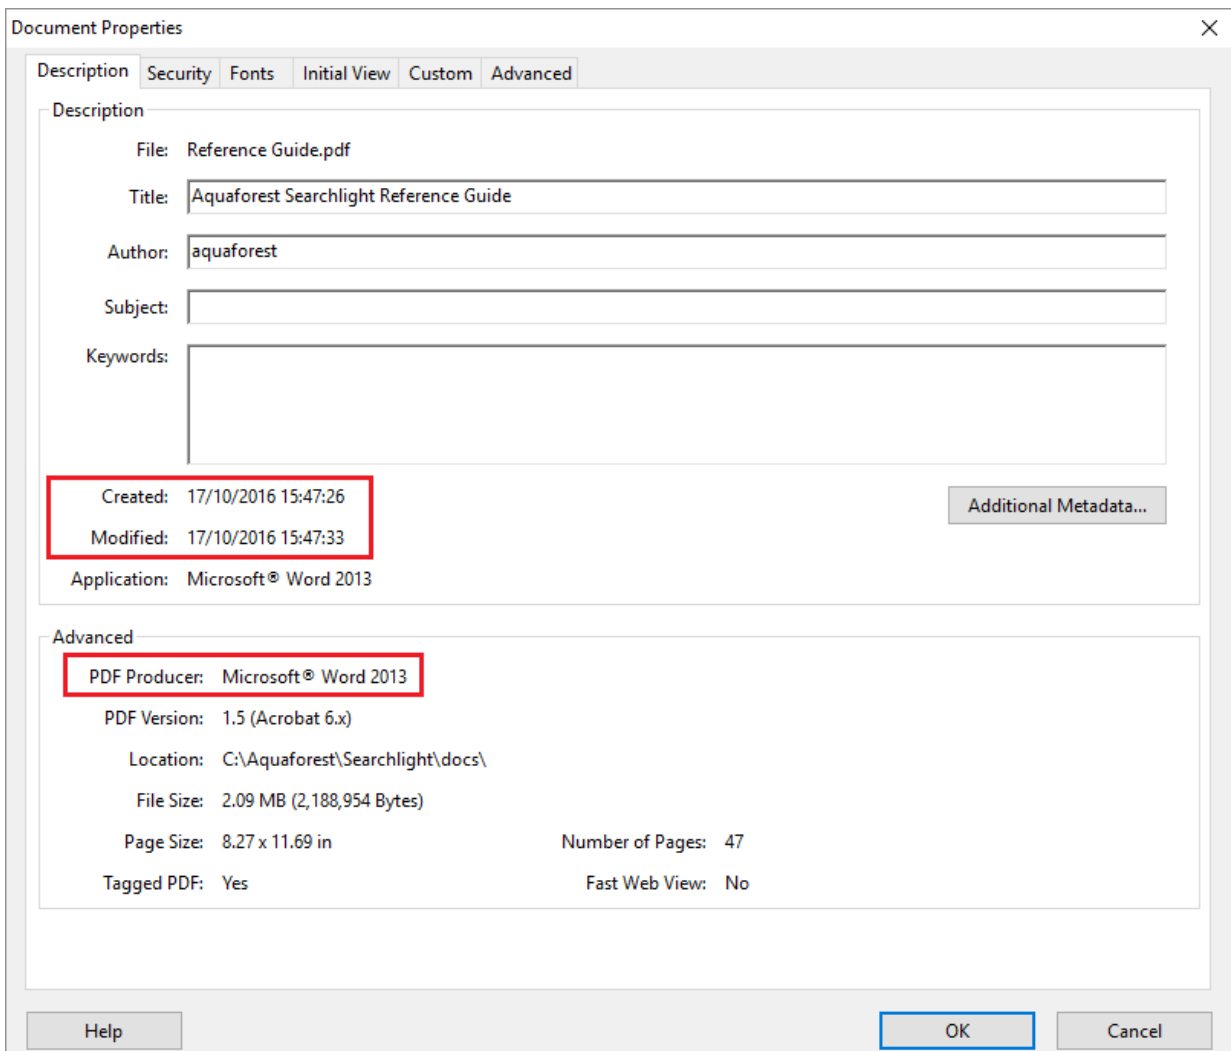 Document Properties
Description Security Fonts Initial View Custom Advanced
Description
File: Reference Guide.pdf
Title: Aquaforest Searchlight Reference Guide
Author: aquaforest
Subject:
Keywords:
Created: 17/10/2016 15:47:26
Additional Metadata...
Modified: 17/10/2016 15:47:33
Application: Microsoft® Word 2013
Advanced
PDF Producer: Microsoft® Word 2013
PDF Version: 1.5 (Acrobat 6.x)
Location: C:\Aquaforest\Searchlight\docs\
File Size: 2.09 MB (2,188,954 Bytes)
Page Size: 8.27 x 11.69 in Number of Pages: 47
Tagged PDF: Yes Fast Web View: No
Help OK Cancel